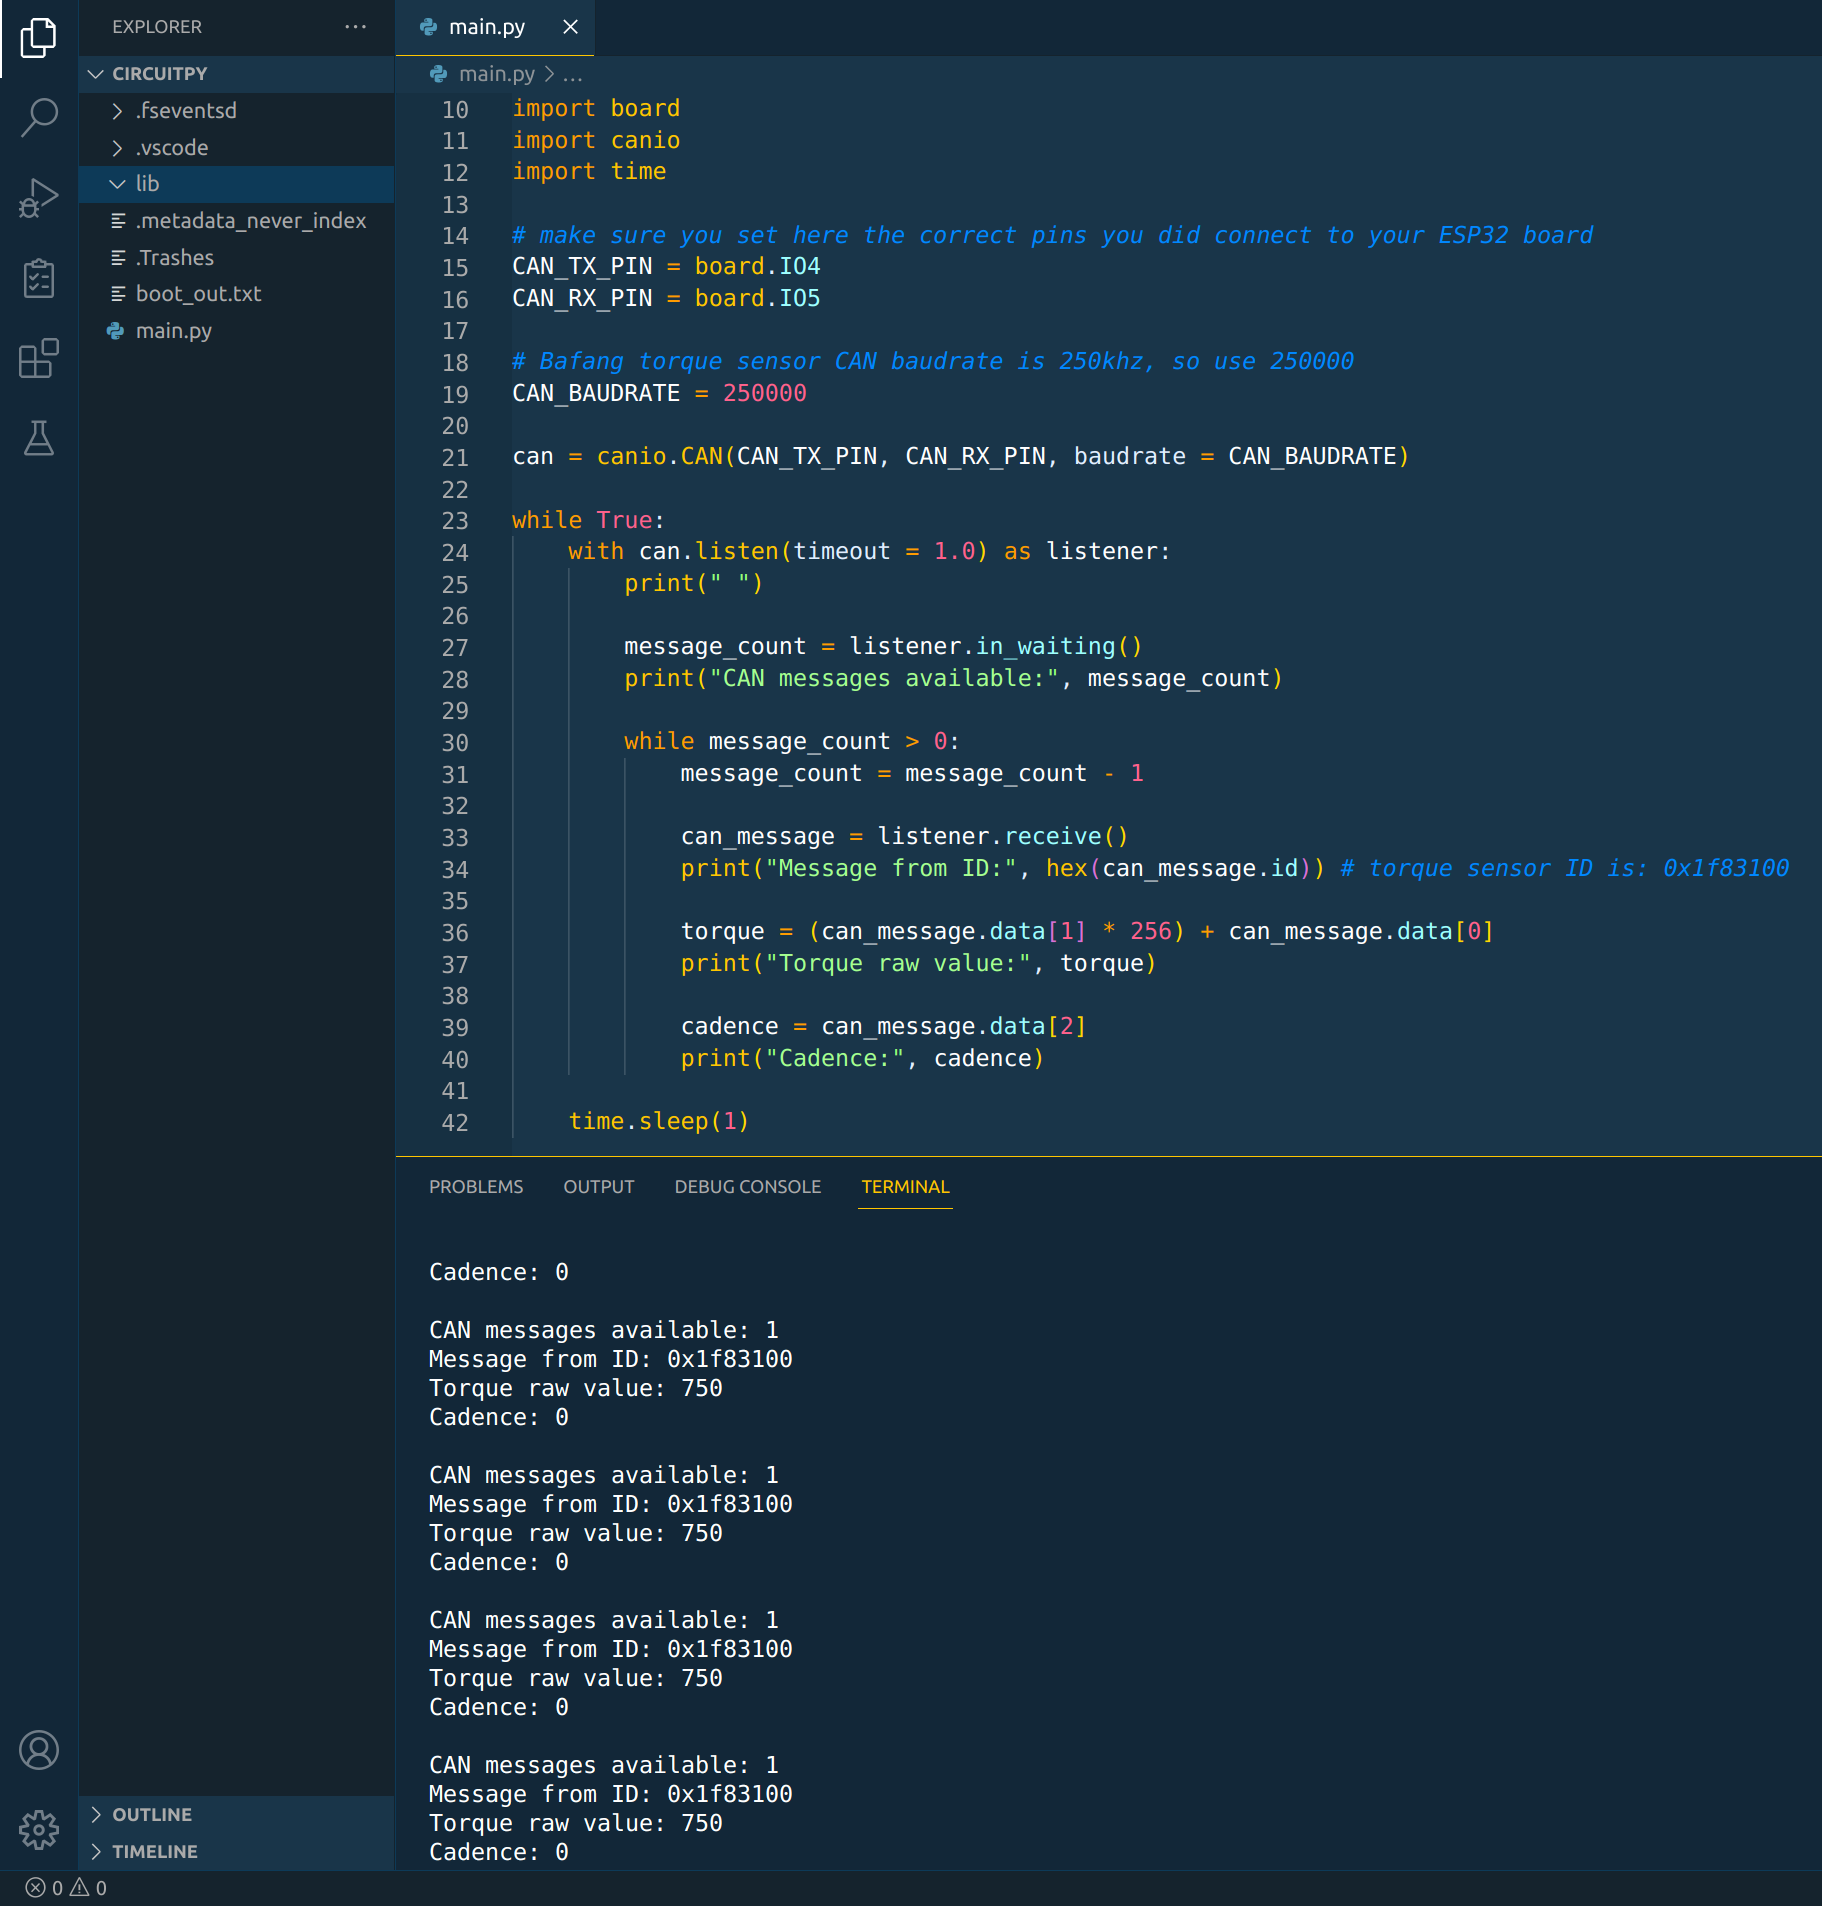 EXPLORER
CIRCUITPY
.fseventsd
.vscode
lib
.metadata_never_index
.Trashes
boot_out.txt
main.py
OUTLINE
TIMELINE
0 0
main.py
main.py > ...
10 import board
11 import canio
12 import time
13
14 # make sure you set here the correct pins you did connect to your ESP32 board
15 CAN_TX_PIN = board.IO4
16 CAN_RX_PIN = board.IO5
17
18 # Bafang torque sensor CAN baudrate is 250khz, so use 250000
19 CAN_BAUDRATE = 250000
20
21 can = canio.CAN(CAN_TX_PIN, CAN_RX_PIN, baudrate = CAN_BAUDRATE)
22
23 while True:
24     with can.listen(timeout = 1.0) as listener:
25         print(" ")
26
27         message_count = listener.in_waiting()
28         print("CAN messages available:", message_count)
29
30         while message_count > 0:
31             message_count = message_count - 1
32
33             can_message = listener.receive()
34             print("Message from ID:", hex(can_message.id)) # torque sensor ID is: 0x1f83100
35
36             torque = (can_message.data[1] * 256) + can_message.data[0]
37             print("Torque raw value:", torque)
38
39             cadence = can_message.data[2]
40             print("Cadence:", cadence)
41
42     time.sleep(1)
PROBLEMS OUTPUT DEBUG CONSOLE TERMINAL
Cadence: 0
CAN messages available: 1
Message from ID: 0x1f83100
Torque raw value: 750
Cadence: 0
CAN messages available: 1
Message from ID: 0x1f83100
Torque raw value: 750
Cadence: 0
CAN messages available: 1
Message from ID: 0x1f83100
Torque raw value: 750
Cadence: 0
CAN messages available: 1
Message from ID: 0x1f83100
Torque raw value: 750
Cadence: 0